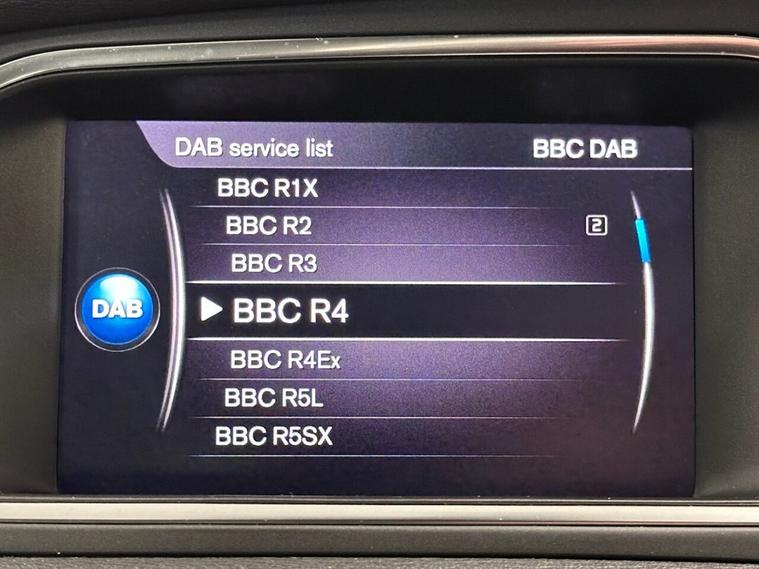 DAB service list BBC DAB
BBC R1X
BBC R2 2
BBC R3
DAB
BBC R4
BBC R4Ex
BBC R5L
BBC R5SX